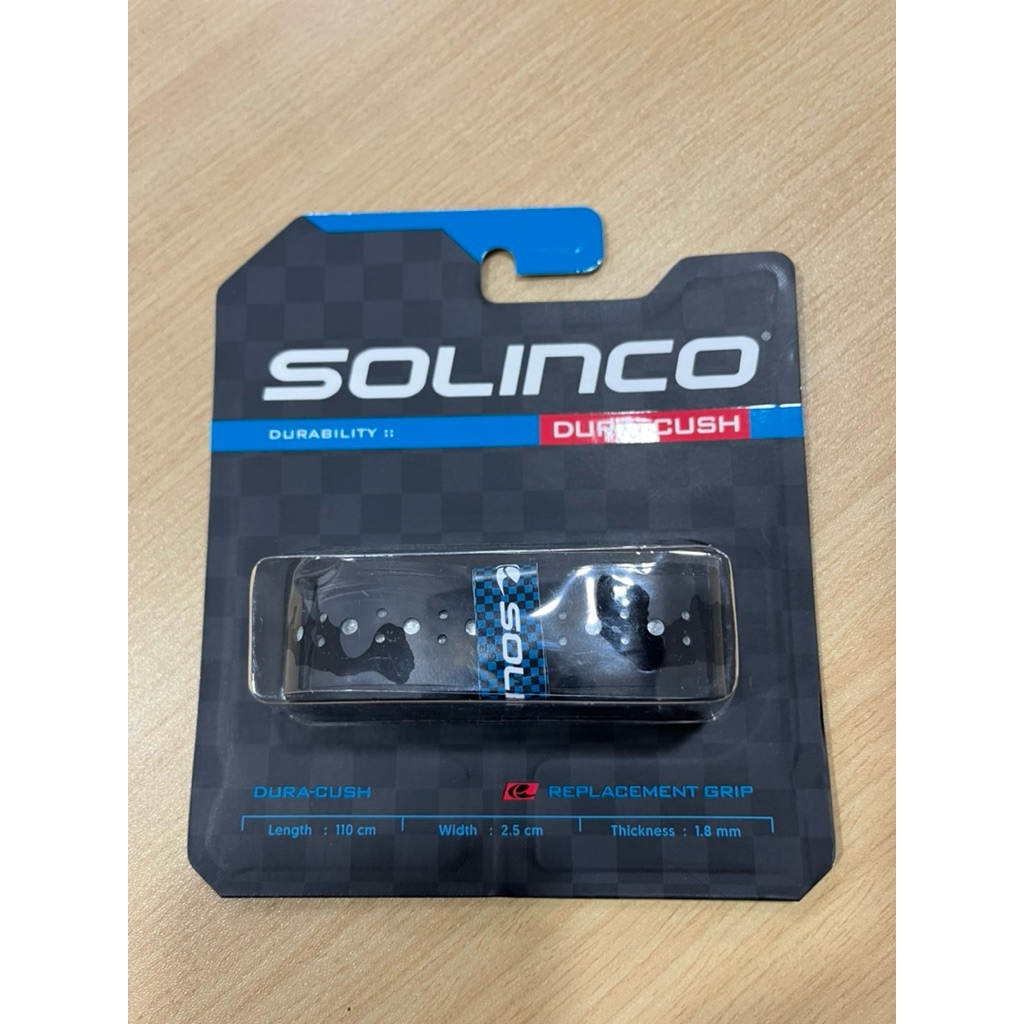 SOLINCO®
DURABILITY ::
DURA-CUSH
SOLI
DURA-CUSH
REPLACEMENT GRIP
Length : 110 cm
Width : 2.5 cm
Thickness : 1.8 mm